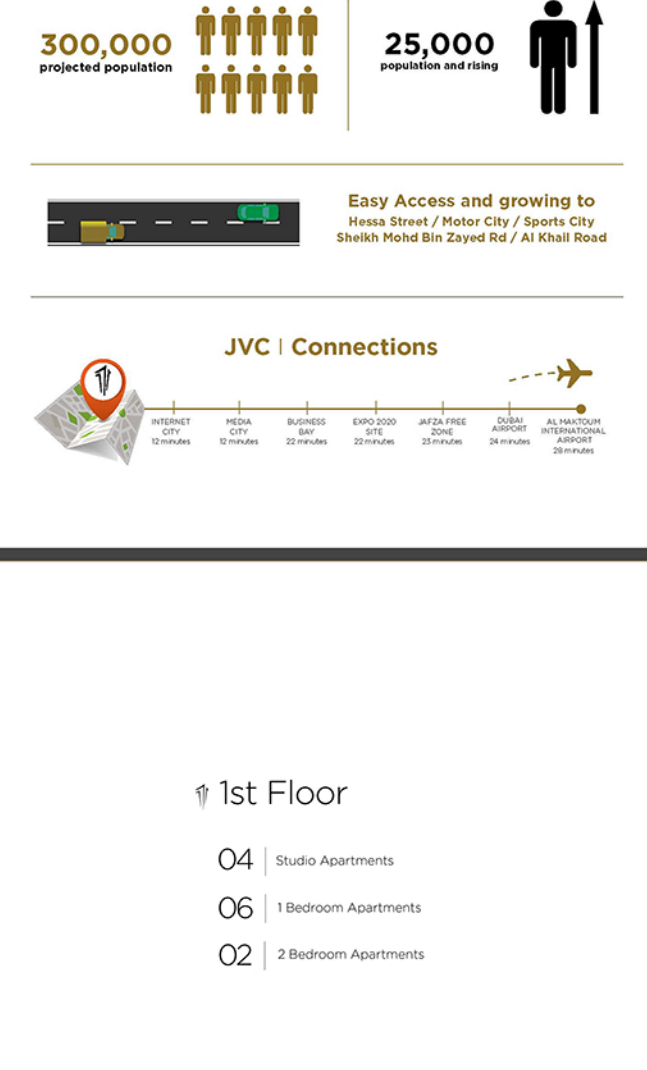 300,000
projected population
25,000
population and rising
Easy Access and growing to
Hessa Street / Motor City / Sports City
Sheikh Mohd Bin Zayed Rd / Al Khail Road
JVC | Connections
INTERNET
CITY
12 minutes
MEDIA
CITY
12 minutes
BUSINESS
BAY
22 minutes
EXPO 2020
SITE
22 minutes
JAFZA FREE
ZONE
23 minutes
DUBAI
AIRPORT
24 minutes
AL MAKTOUM
INTERNATIONAL
AIRPORT
28 minutes
1st Floor
04 | Studio Apartments
06 | 1 Bedroom Apartments
02 | 2 Bedroom Apartments